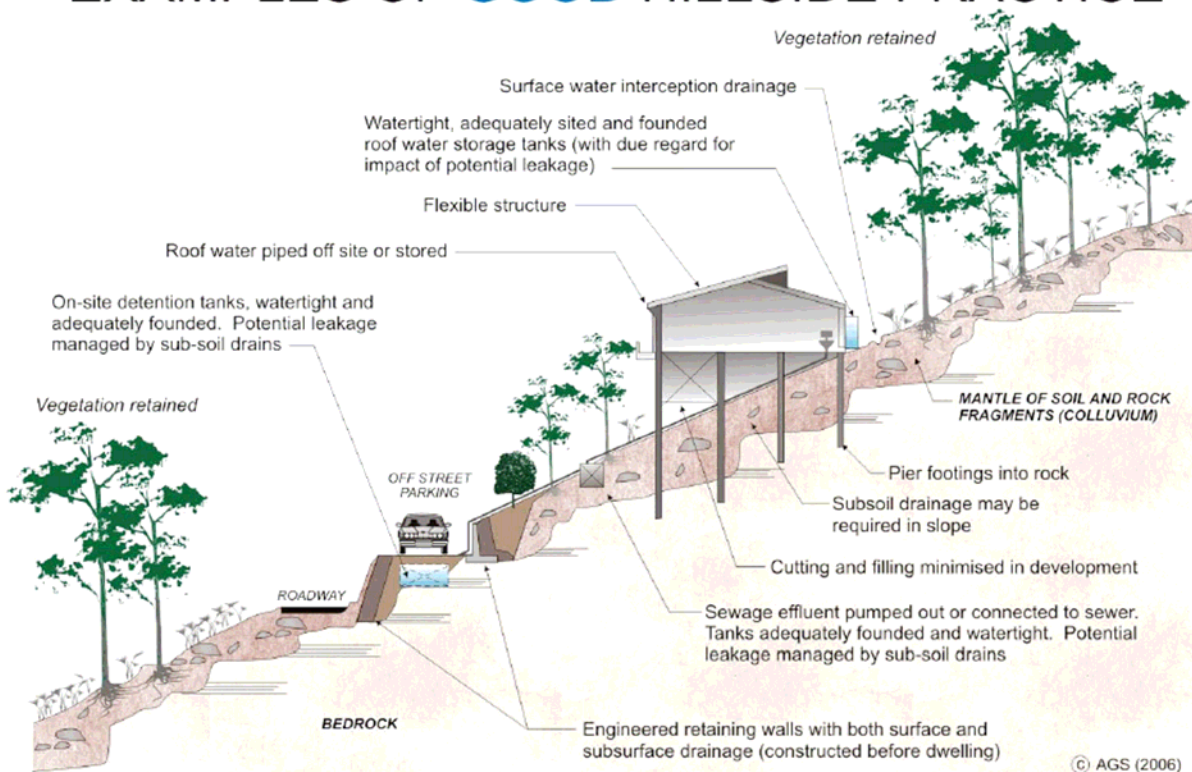 EXAMPLES OF GOOD HILLSIDE PRACTICE
Vegetation retained
Surface water interception drainage
Watertight, adequately sited and founded
roof water storage tanks (with due regard for
impact of potential leakage)
Flexible structure
Roof water piped off site or stored
On-site detention tanks, watertight and
adequately founded. Potential leakage
managed by sub-soil drains
Vegetation retained
MANTLE OF SOIL AND ROCK
FRAGMENTS (COLLUVIUM)
OFF STREET
PARKING
Pier footings into rock
Subsoil drainage may be
required in slope
Cutting and filling minimised in development
ROADWAY
Sewage effluent pumped out or connected to sewer.
Tanks adequately founded and watertight. Potential
leakage managed by sub-soil drains
BEDROCK
Engineered retaining walls with both surface and
subsurface drainage (constructed before dwelling)
© AGS (2006)